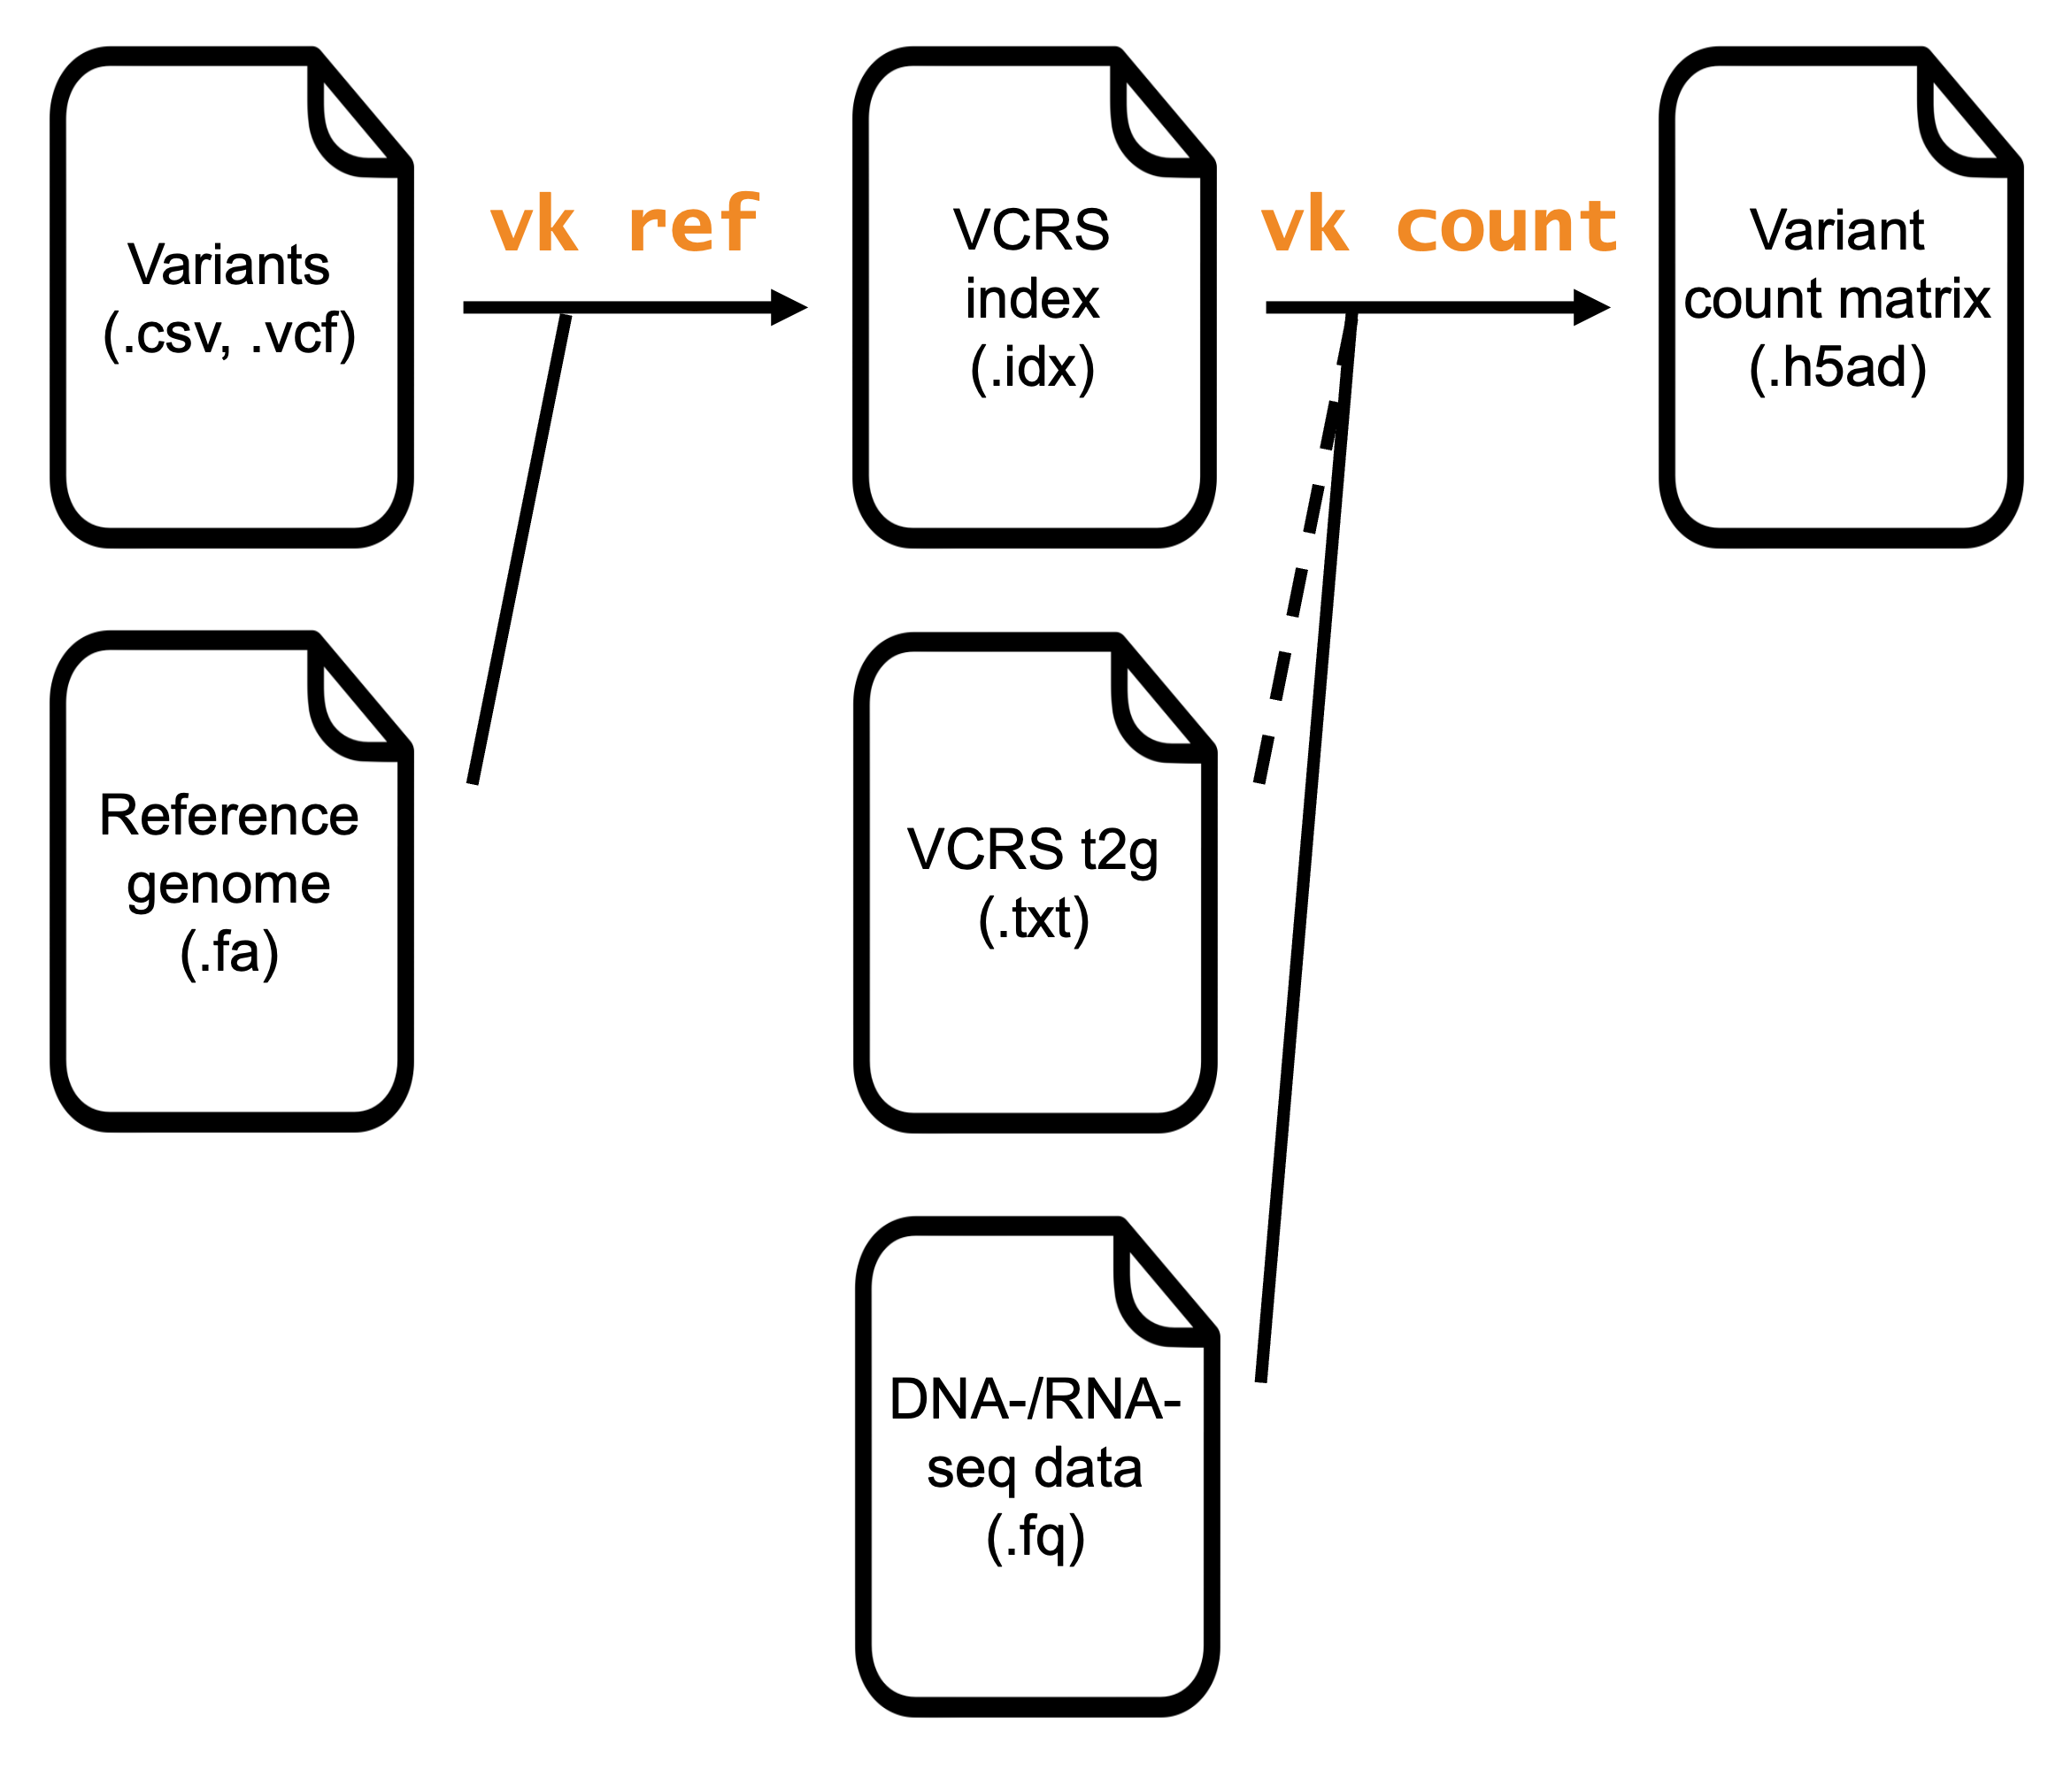 Variants
(.csv, .vcf)
vk ref
VCRS
index
(.idx)
vk count
Variant
count matrix
(.h5ad)
Reference
genome
(.fa)
VCRS t2g
(.txt)
DNA-/RNA-
seq data
(.fq)